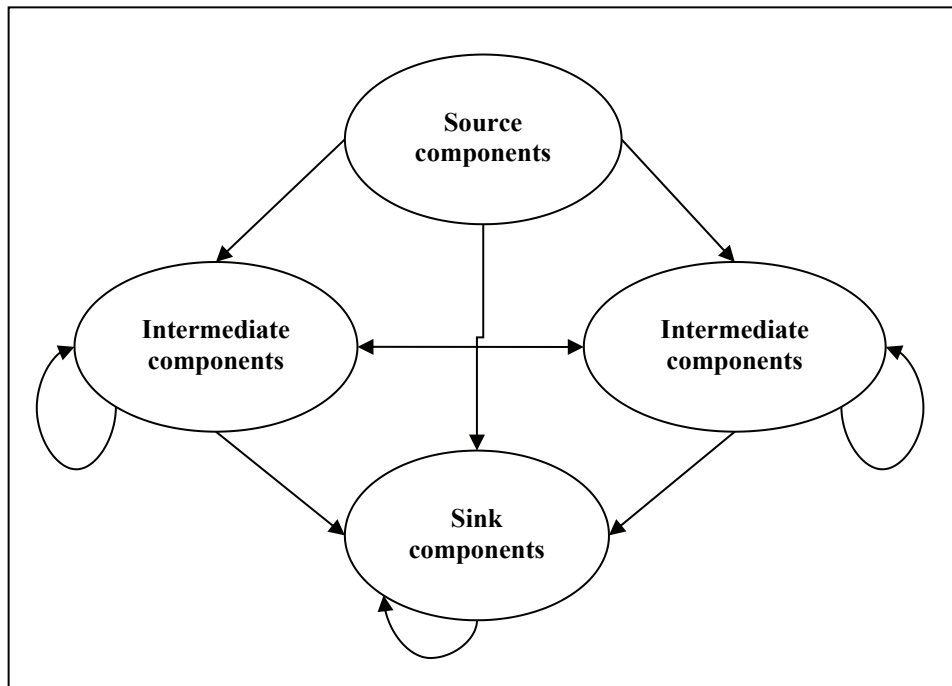 Source
components
Intermediate
components
Intermediate
components
Sink
components